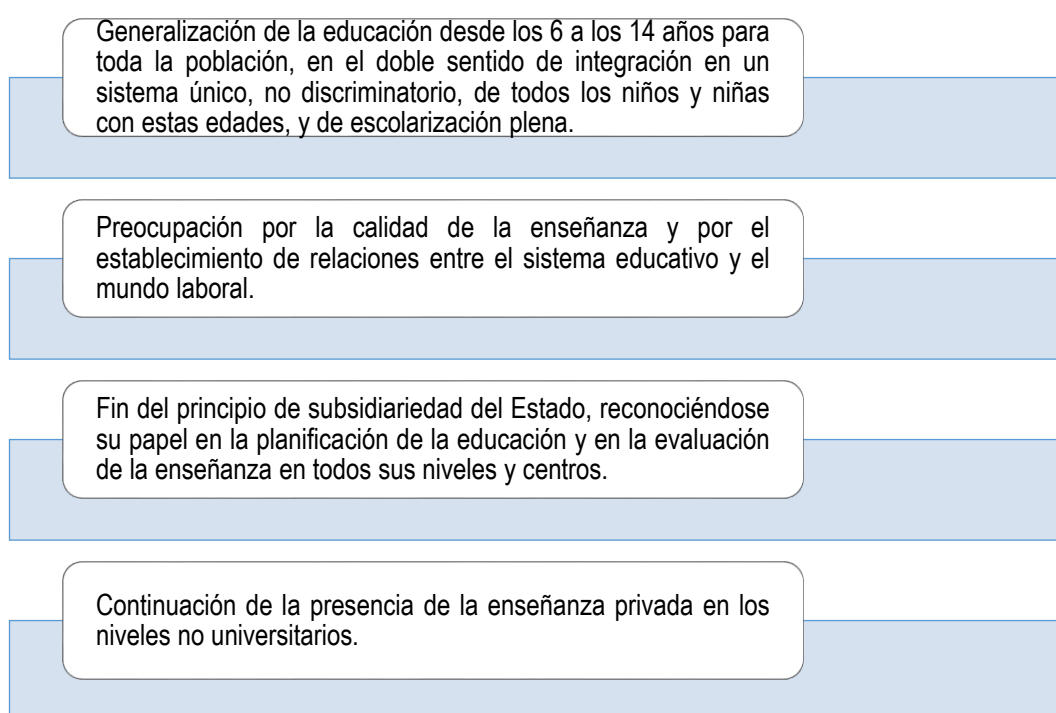 Generalización de la educación desde los 6 a los 14 años para
toda la población, en el doble sentido de integración en un
sistema único, no discriminatorio, de todos los niños y niñas
con estas edades, y de escolarización plena.
Preocupación por la calidad de la enseñanza y por el
establecimiento de relaciones entre el sistema educativo y el
mundo laboral.
Fin del principio de subsidiariedad del Estado, reconociéndose
su papel en la planificación de la educación y en la evaluación
de la enseñanza en todos sus niveles y centros.
Continuación de la presencia de la enseñanza privada en los
niveles no universitarios.